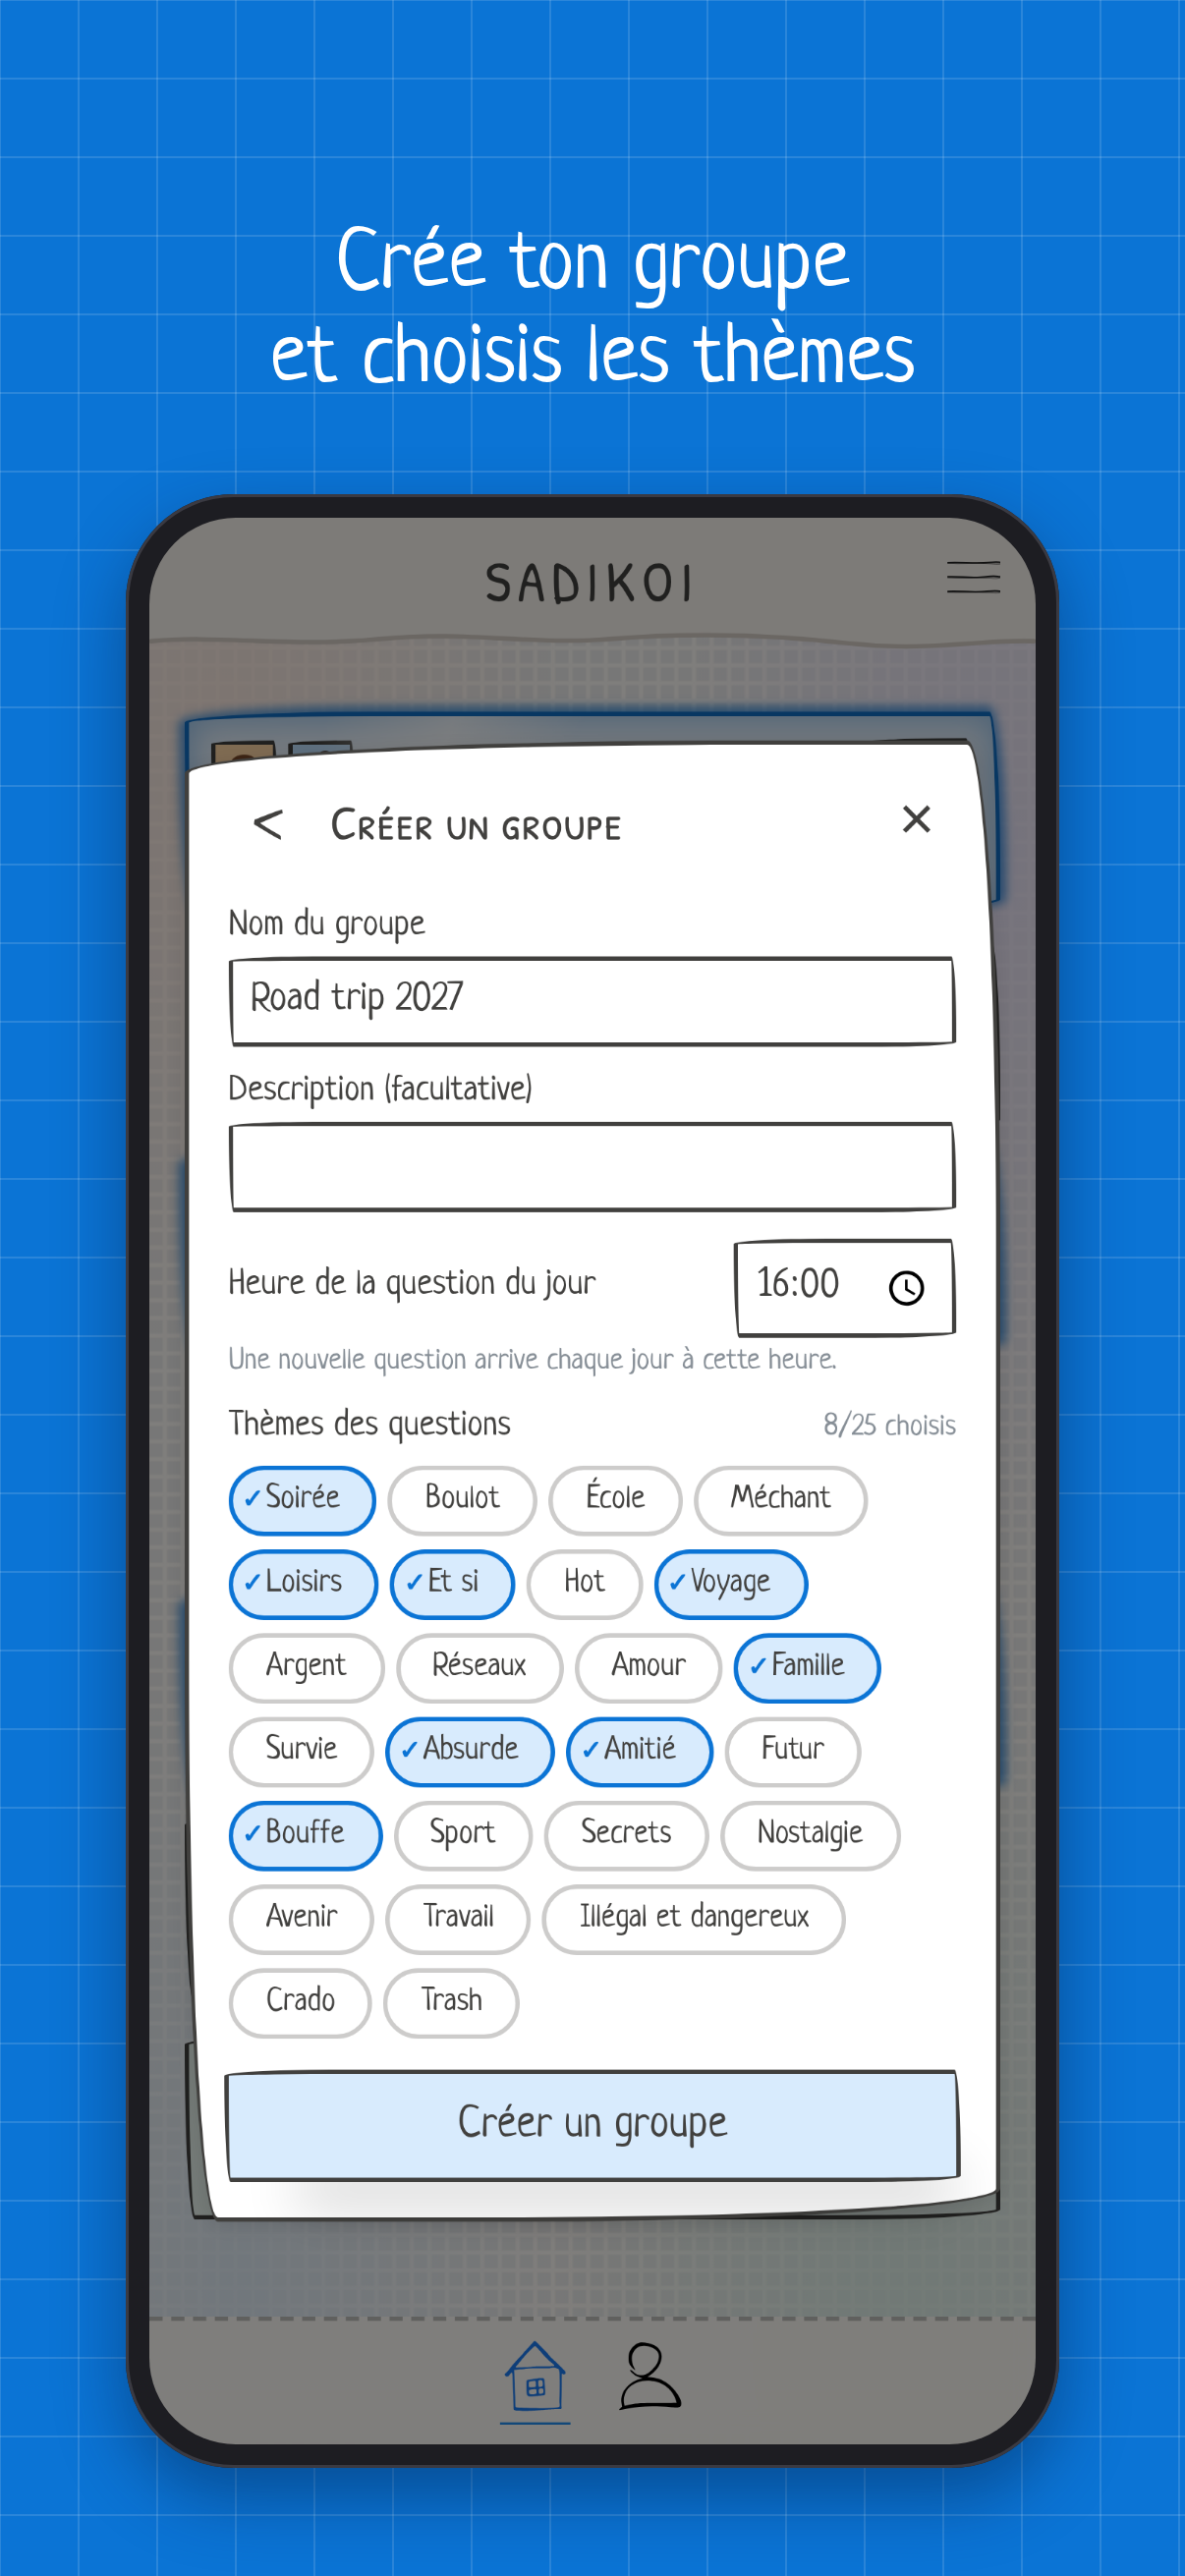 Crée ton groupe
et choisis les thèmes
SADIKOI
< Créer un groupe ×
Nom du groupe
Road trip 2027
Description (facultative)
Heure de la question du jour 16:00
Une nouvelle question arrive chaque jour à cette heure.
Thèmes des questions 8/25 choisis
✓ Soirée Boulot École Méchant
✓ Loisirs ✓ Et si Hot ✓ Voyage
Argent Réseaux Amour ✓ Famille
Survie ✓ Absurde ✓ Amitié Futur
✓ Bouffe Sport Secrets Nostalgie
Avenir Travail Illégal et dangereux
Crado Trash
Créer un groupe